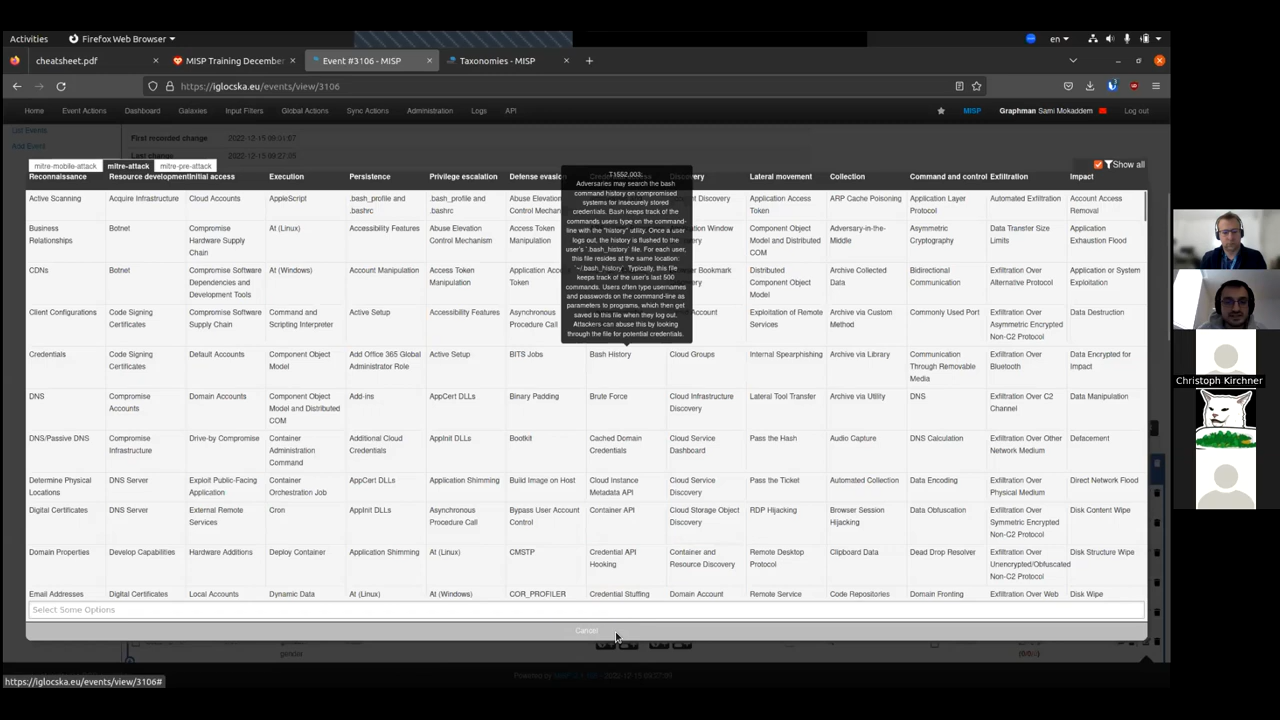 Activities
Firefox Web Browser
en
cheatsheet.pdf
MISP Training December
Event #3106 - MISP
Taxonomies - MISP
https://iglocska.eu/events/view/3106
Home Event Actions Dashboard Galaxies Input Filters Global Actions Sync Actions Administration Logs API
MISP Graphman Sami Mokaddem Log out
List Events
Add Event
First recorded change 2022-12-15 09:01:07
Last change 2022-12-15 09:27:05
mitre-mobile-attack mitre-attack mitre-pre-attack
Show all
Reconnaissance Resource development Initial access Execution Persistence Privilege escalation Defense evasion Discovery Lateral movement Collection Command and control Exfiltration Impact
T1552.003:
Adversaries may search the bash
command history on compromised
systems for insecurely stored
credentials. Bash keeps track of the
commands users type on the command-
line with the "history" utility. Once a user
logs out, the history is flushed to the
user's `.bash_history` file. For each user,
this file resides at the same location:
`~/.bash_history`. Typically, this file
keeps track of the user's last 500
commands. Users often type usernames
and passwords on the command-line as
parameters to programs, which then get
saved to this file when they log out.
Attackers can abuse this by looking
through the file for potential credentials.
Active Scanning Acquire Infrastructure Cloud Accounts AppleScript .bash_profile and .bash_profile and Abuse Elevation Discovery Application Access ARP Cache Poisoning Application Layer Automated Exfiltration Account Access
.bashrc .bashrc Control Token Protocol Removal
Business Botnet Compromise At (Linux) Accessibility Features Abuse Elevation Access Token Window Component Object Adversary-in-the- Asymmetric Data Transfer Size Application
Relationships Hardware Supply Control Mechanism Manipulation Model and Distributed Middle Cryptography Limits Exhaustion Flood
Chain COM
CDNs Botnet Compromise Software At (Windows) Account Manipulation Access Token Application Bookmark Distributed Archive Collected Bidirectional Exfiltration Over Application or System
Dependencies and Manipulation Token Component Object Data Communication Alternative Protocol Exploitation
Development Tools Model
Client Configurations Code Signing Compromise Software Command and Active Setup Accessibility Features Asynchronous Exploitation of Remote Archive via Custom Commonly Used Port Exfiltration Over Data Destruction
Certificates Supply Chain Scripting Interpreter Procedure Call Services Method Asymmetric Encrypted
Non-C2 Protocol
Credentials Code Signing Default Accounts Component Object Add Office 365 Global Active Setup BITS Jobs Bash History Cloud Groups Internal Spearphishing Archive via Library Communication Exfiltration Over Data Encrypted for
Certificates Model Administrator Role Through Removable Bluetooth Impact
Media
DNS Compromise Domain Accounts Component Object Add-ins AppCert DLLs Binary Padding Brute Force Cloud Infrastructure Lateral Tool Transfer Archive via Utility DNS Exfiltration Over C2 Data Manipulation
Accounts Model and Distributed Discovery Channel
COM
DNS/Passive DNS Compromise Drive-by Compromise Container Additional Cloud AppInit DLLs Bootkit Cached Domain Cloud Service Pass the Hash Audio Capture DNS Calculation Exfiltration Over Other Defacement
Infrastructure Administration Credentials Credentials Dashboard Network Medium
Command
Determine Physical DNS Server Exploit Public-Facing Container AppCert DLLs Application Shimming Build Image on Host Cloud Instance Cloud Service Pass the Ticket Automated Collection Data Encoding Exfiltration Over Direct Network Flood
Locations Application Orchestration Job Metadata API Discovery Physical Medium
Digital Certificates DNS Server External Remote Cron AppInit DLLs Asynchronous Bypass User Account Container API Cloud Storage Object RDP Hijacking Browser Session Data Obfuscation Exfiltration Over Disk Content Wipe
Services Procedure Call Control Discovery Hijacking Symmetric Encrypted
Non-C2 Protocol
Domain Properties Develop Capabilities Hardware Additions Deploy Container Application Shimming At (Linux) CMSTP Credential API Container and Remote Desktop Clipboard Data Dead Drop Resolver Exfiltration Over Disk Structure Wipe
Hooking Resource Discovery Protocol Unencrypted/Obfuscated
Non-C2 Protocol
Email Addresses Digital Certificates Local Accounts Dynamic Data At (Linux) At (Windows) COR_PROFILER Credential Stuffing Domain Account Remote Service Code Repositories Domain Fronting Exfiltration Over Web Disk Wipe
Select Some Options
Cancel
gender
https://iglocska.eu/events/view/3106#
Christoph Kirchner